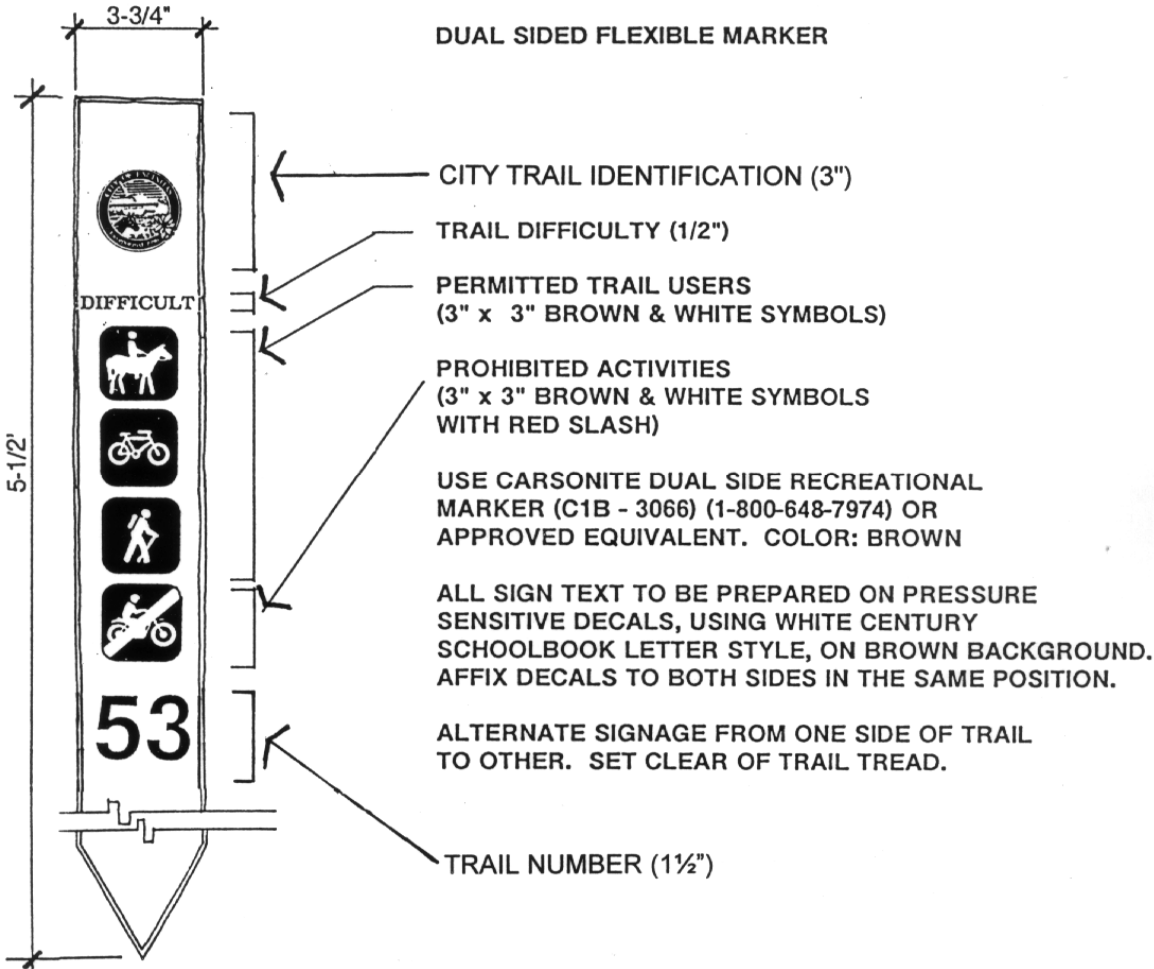 3-3/4"
DUAL SIDED FLEXIBLE MARKER
CITY TRAIL IDENTIFICATION (3")
TRAIL DIFFICULTY (1/2")
PERMITTED TRAIL USERS
(3" x 3" BROWN & WHITE SYMBOLS)
DIFFICULT
PROHIBITED ACTIVITIES
(3" x 3" BROWN & WHITE SYMBOLS
WITH RED SLASH)
5-1/2'
USE CARSONITE DUAL SIDE RECREATIONAL
MARKER (C1B - 3066) (1-800-648-7974) OR
APPROVED EQUIVALENT. COLOR: BROWN
ALL SIGN TEXT TO BE PREPARED ON PRESSURE
SENSITIVE DECALS, USING WHITE CENTURY
SCHOOLBOOK LETTER STYLE, ON BROWN BACKGROUND.
AFFIX DECALS TO BOTH SIDES IN THE SAME POSITION.
53
ALTERNATE SIGNAGE FROM ONE SIDE OF TRAIL
TO OTHER. SET CLEAR OF TRAIL TREAD.
TRAIL NUMBER (1½")